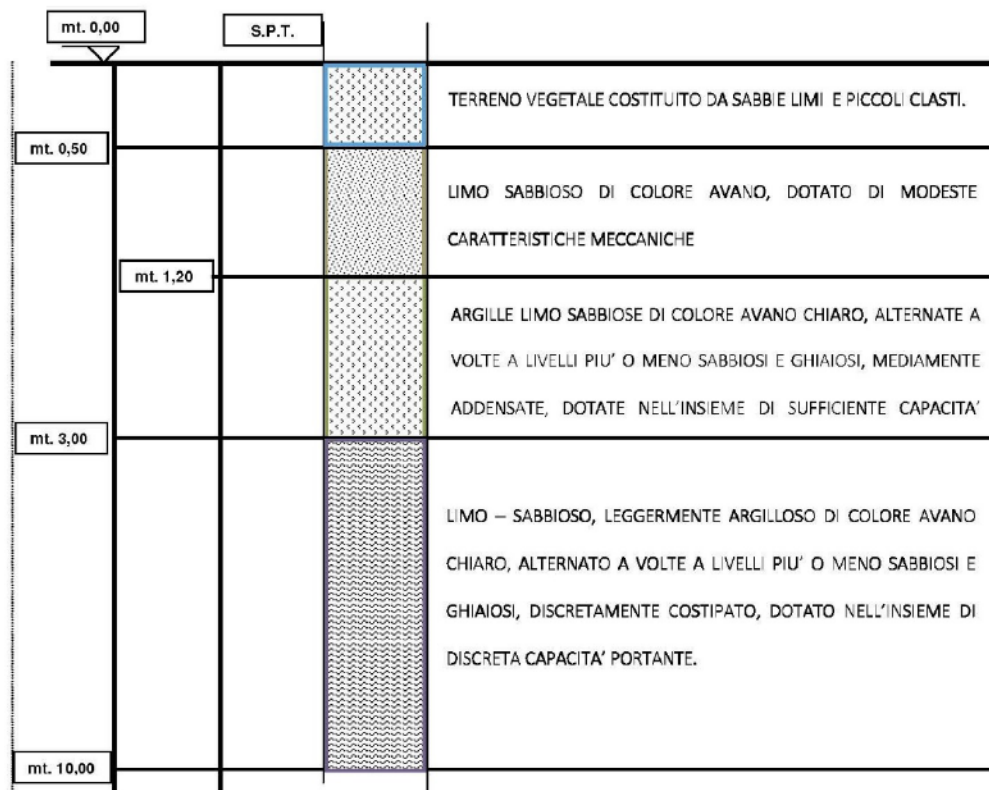 mt. 0,00
S.P.T.
TERRENO VEGETALE COSTITUITO DA SABBIE LIMI E PICCOLI CLASTI.
mt. 0,50
LIMO SABBIOSO DI COLORE AVANO, DOTATO DI MODESTE
CARATTERISTICHE MECCANICHE
mt. 1,20
ARGILLE LIMO SABBIOSE DI COLORE AVANO CHIARO, ALTERNATE A
VOLTE A LIVELLI PIU' O MENO SABBIOSI E GHIAIOSI, MEDIAMENTE
ADDENSATE, DOTATE NELL'INSIEME DI SUFFICIENTE CAPACITA'
mt. 3,00
LIMO – SABBIOSO, LEGGERMENTE ARGILLOSO DI COLORE AVANO
CHIARO, ALTERNATO A VOLTE A LIVELLI PIU' O MENO SABBIOSI E
GHIAIOSI, DISCRETAMENTE COSTIPATO, DOTATO NELL'INSIEME DI
DISCRETA CAPACITA' PORTANTE.
mt. 10,00